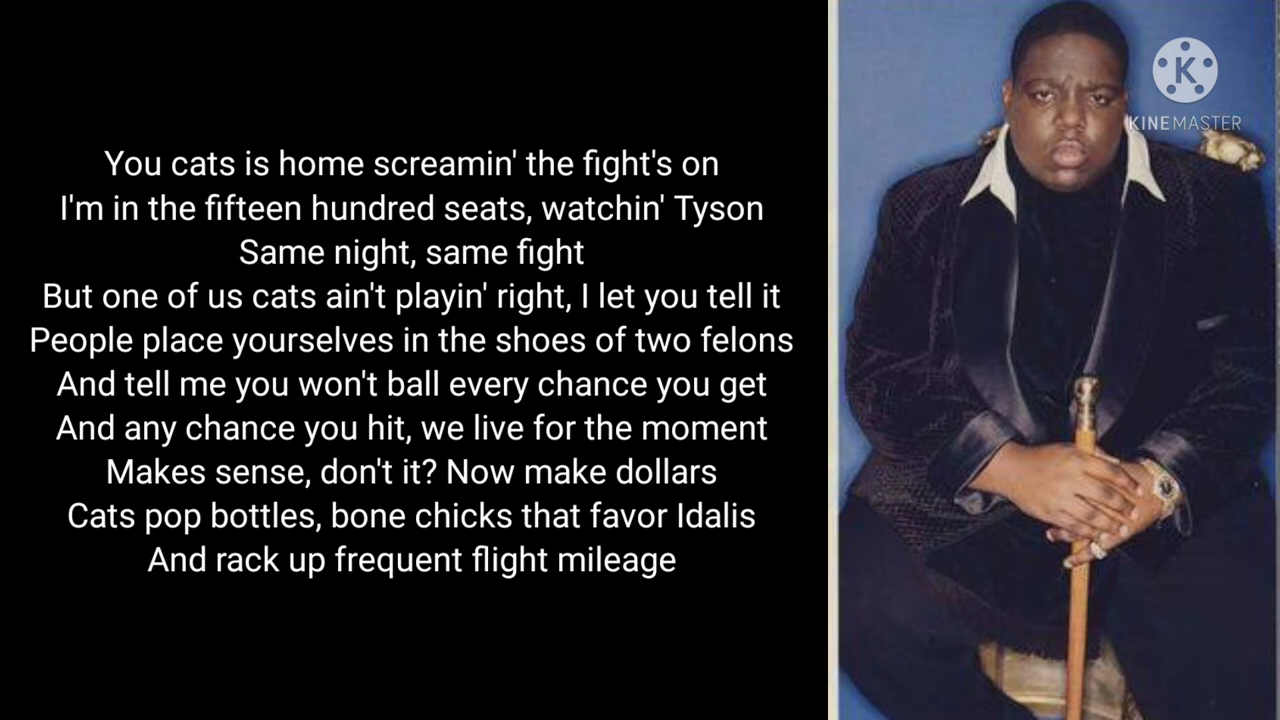 You cats is home screamin' the fight's on
I'm in the fifteen hundred seats, watchin' Tyson
Same night, same fight
But one of us cats ain't playin' right, I let you tell it
People place yourselves in the shoes of two felons
And tell me you won't ball every chance you get
And any chance you hit, we live for the moment
Makes sense, don't it? Now make dollars
Cats pop bottles, bone chicks that favor Idalis
And rack up frequent flight mileage
K
KINEMASTER